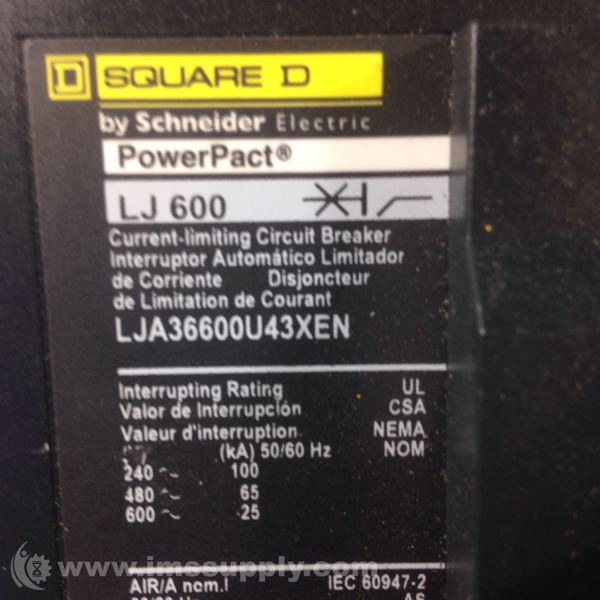 D SQUARE D
by Schneider Electric
PowerPact®
LJ 600
Current-limiting Circuit Breaker
Interruptor Automático Limitador
de Corriente Disjoncteur
de Limitation de Courant
LJA36600U43XEN
Interrupting Rating UL
Valor de Interrupción CSA
Valeur d'interruption NEMA
(kA) 50/60 Hz NOM
240 ~ 100
480 ~ 65
600 ~ 25
www.imssupply.com
AIR/A nom.I IEC 60947-2